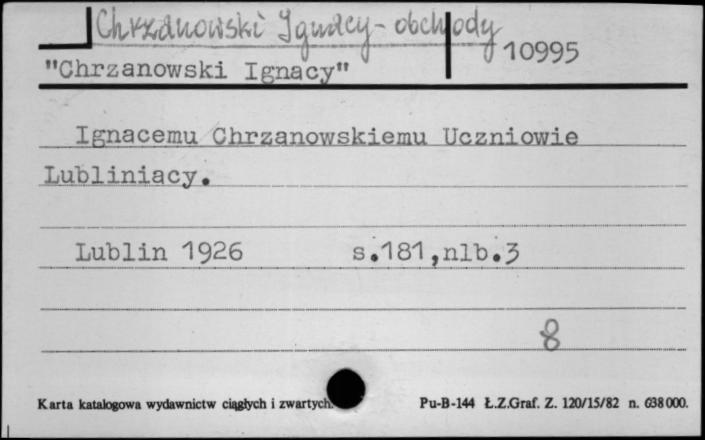 Chrzanowski Ignacy - obchody
10995
"Chrzanowski Ignacy"
Ignacemu Chrzanowskiemu Uczniowie
Lubliniacy.
Lublin 1926 s.181,nlb.3
8
Karta katalogowa wydawnictw ciągłych i zwartych. Pu-B-144 Ł.Z.Graf. Z. 120/15/82 n. 638000.